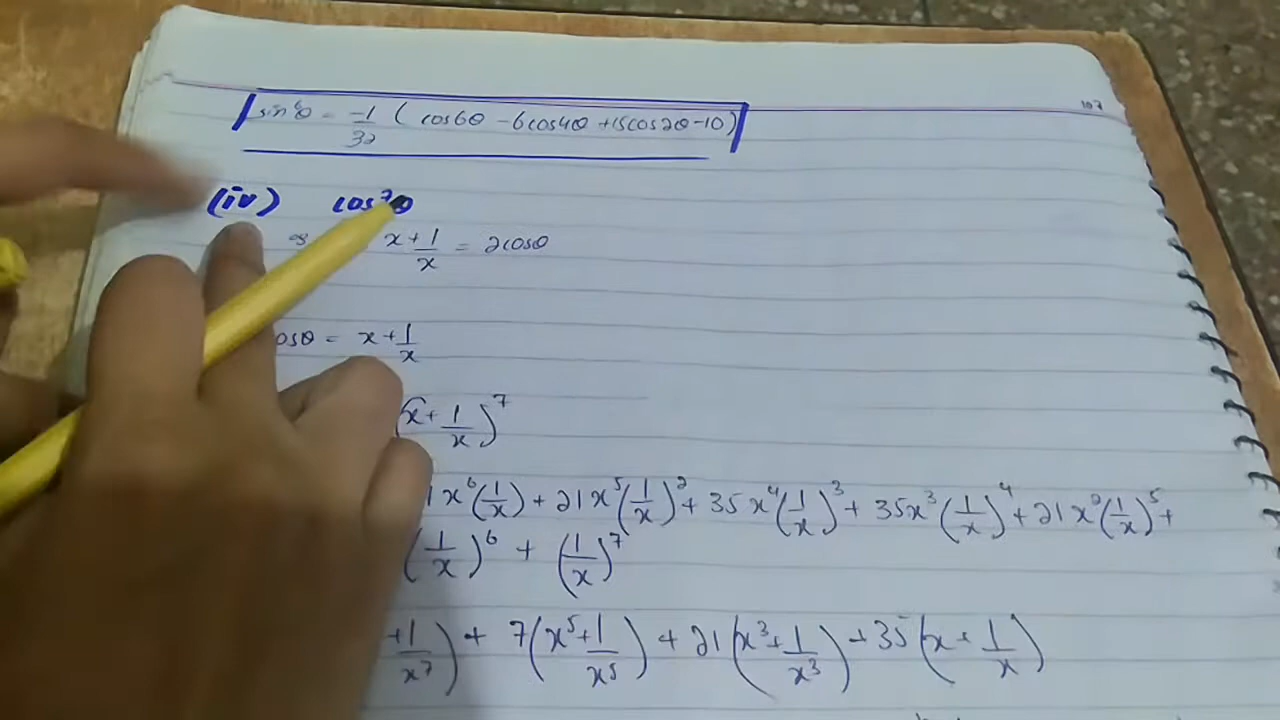 107
sin⁶θ = -1/32 ( cos6θ - 6cos4θ + 15cos2θ - 10)
(iv) cos⁷θ
as x + 1/x = 2cosθ
osθ = x + 1/x
(x + 1/x)⁷
x⁶(1/x) + 21x⁵(1/x)² + 35x⁴(1/x)³ + 35x³(1/x)⁴ + 21x²(1/x)⁵ +
(1/x)⁶ + (1/x)⁷
+ 1/x⁷) + 7(x⁵ + 1/x⁵) + 21(x³ + 1/x³) + 35(x + 1/x)